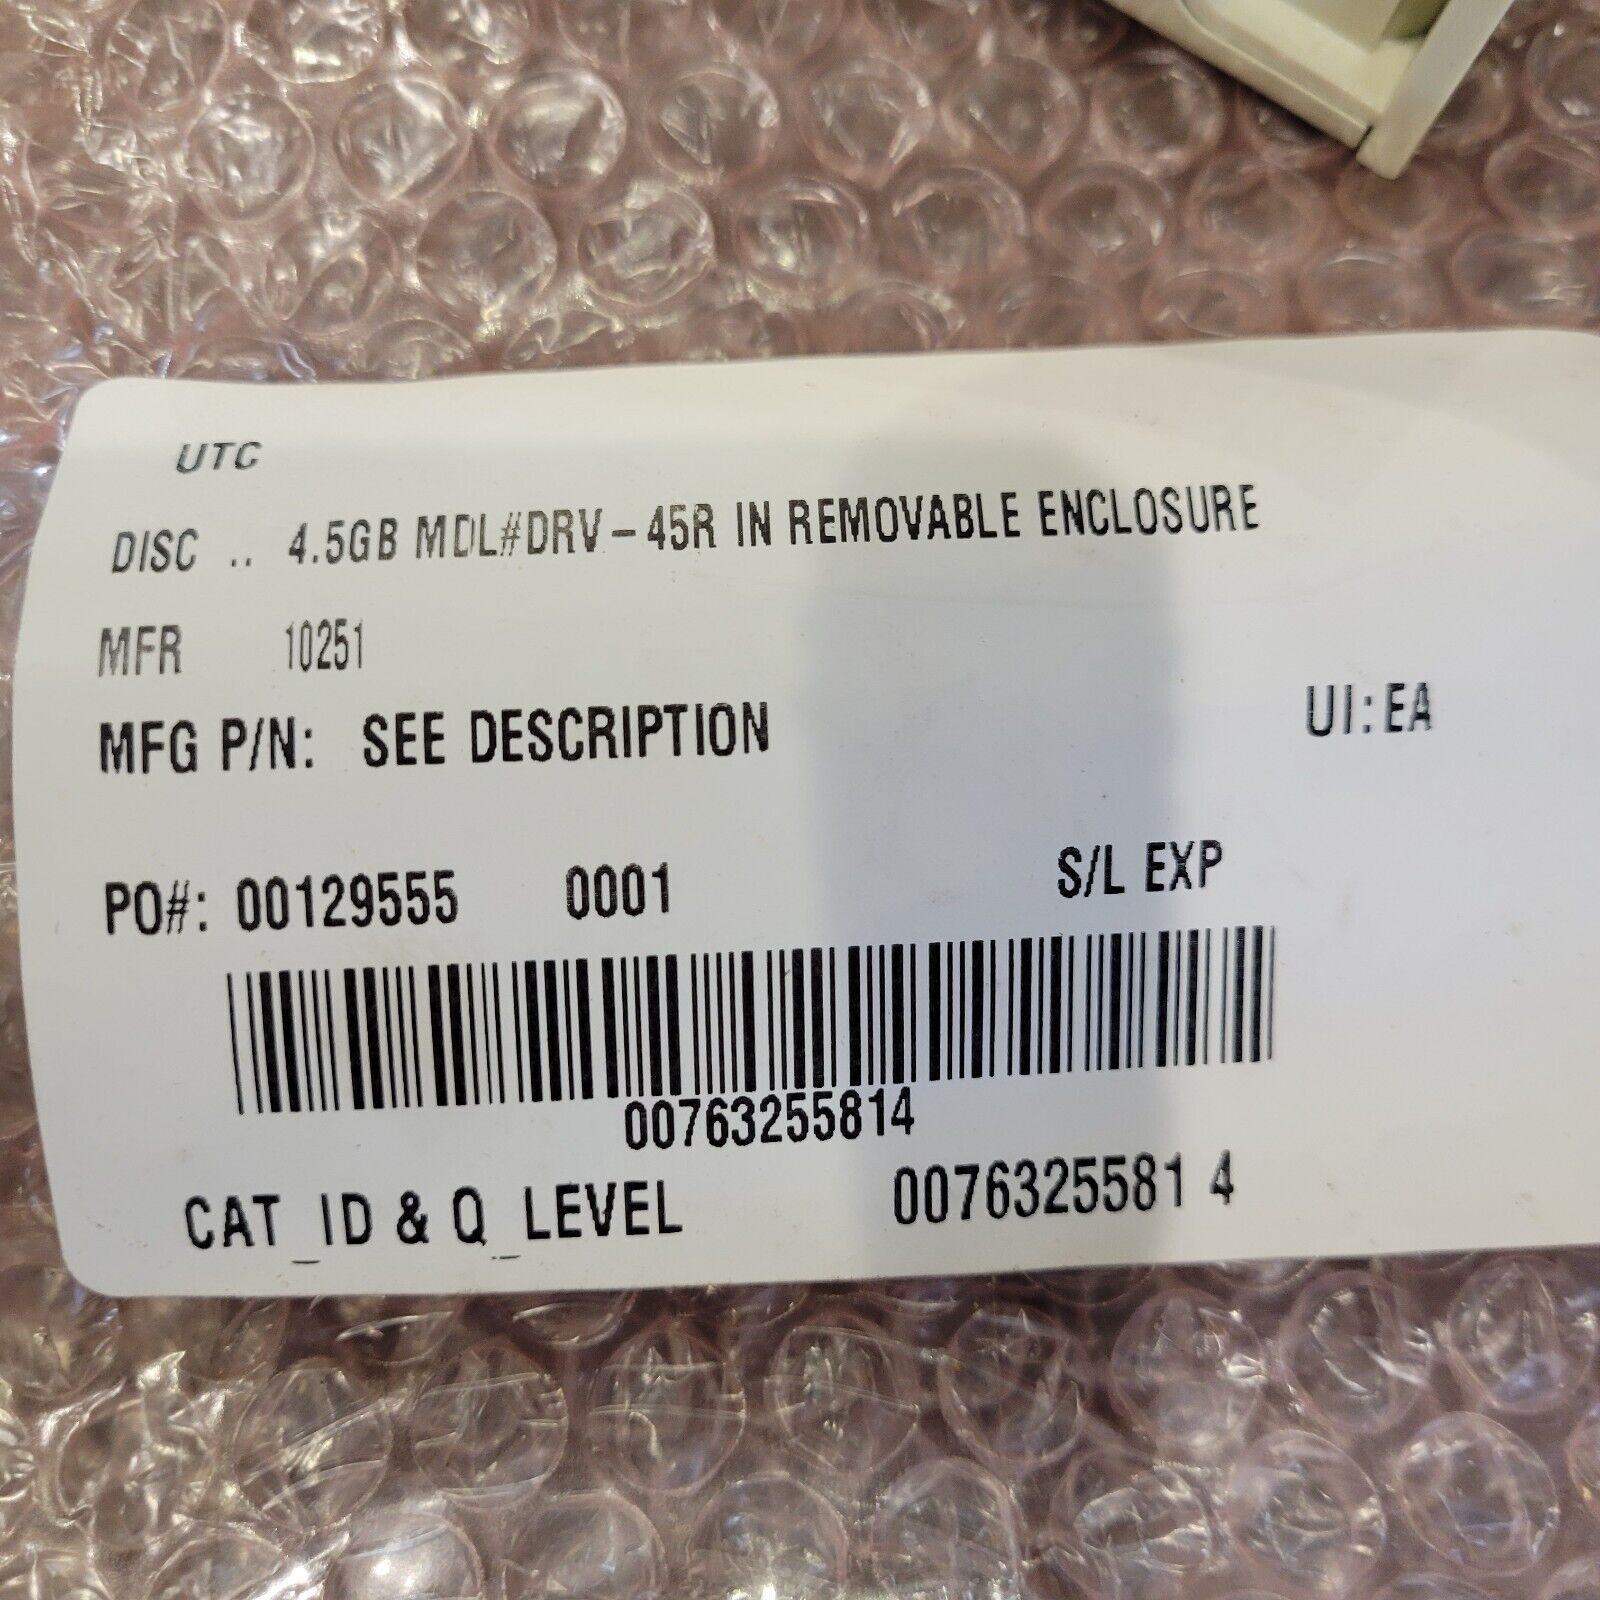 UTC
DISC .. 4.5GB MDL#DRV-45R IN REMOVABLE ENCLOSURE
MFR 10251
MFG P/N: SEE DESCRIPTION UI:EA
PO#: 00129555 0001 S/L EXP
00763255814
CAT_ID & Q_LEVEL 0076325581 4